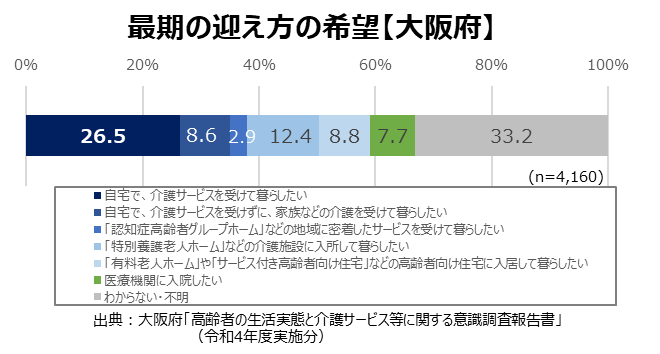 最期の迎え方の希望【大阪府】
0% 20% 40% 60% 80% 100%
26.5 8.6 2.9 12.4 8.8 7.7 33.2
(n=4,160)
自宅で、介護サービスを受けて暮らしたい
自宅で、介護サービスを受けずに、家族などの介護を受けて暮らしたい
「認知症高齢者グループホーム」などの地域に密着したサービスを受けて暮らしたい
「特別養護老人ホーム」などの介護施設に入所して暮らしたい
「有料老人ホーム」や「サービス付き高齢者向け住宅」などの高齢者向け住宅に入居して暮らしたい
医療機関に入院したい
わからない・不明
出典：大阪府「高齢者の生活実態と介護サービス等に関する意識調査報告書」
（令和4年度実施分）